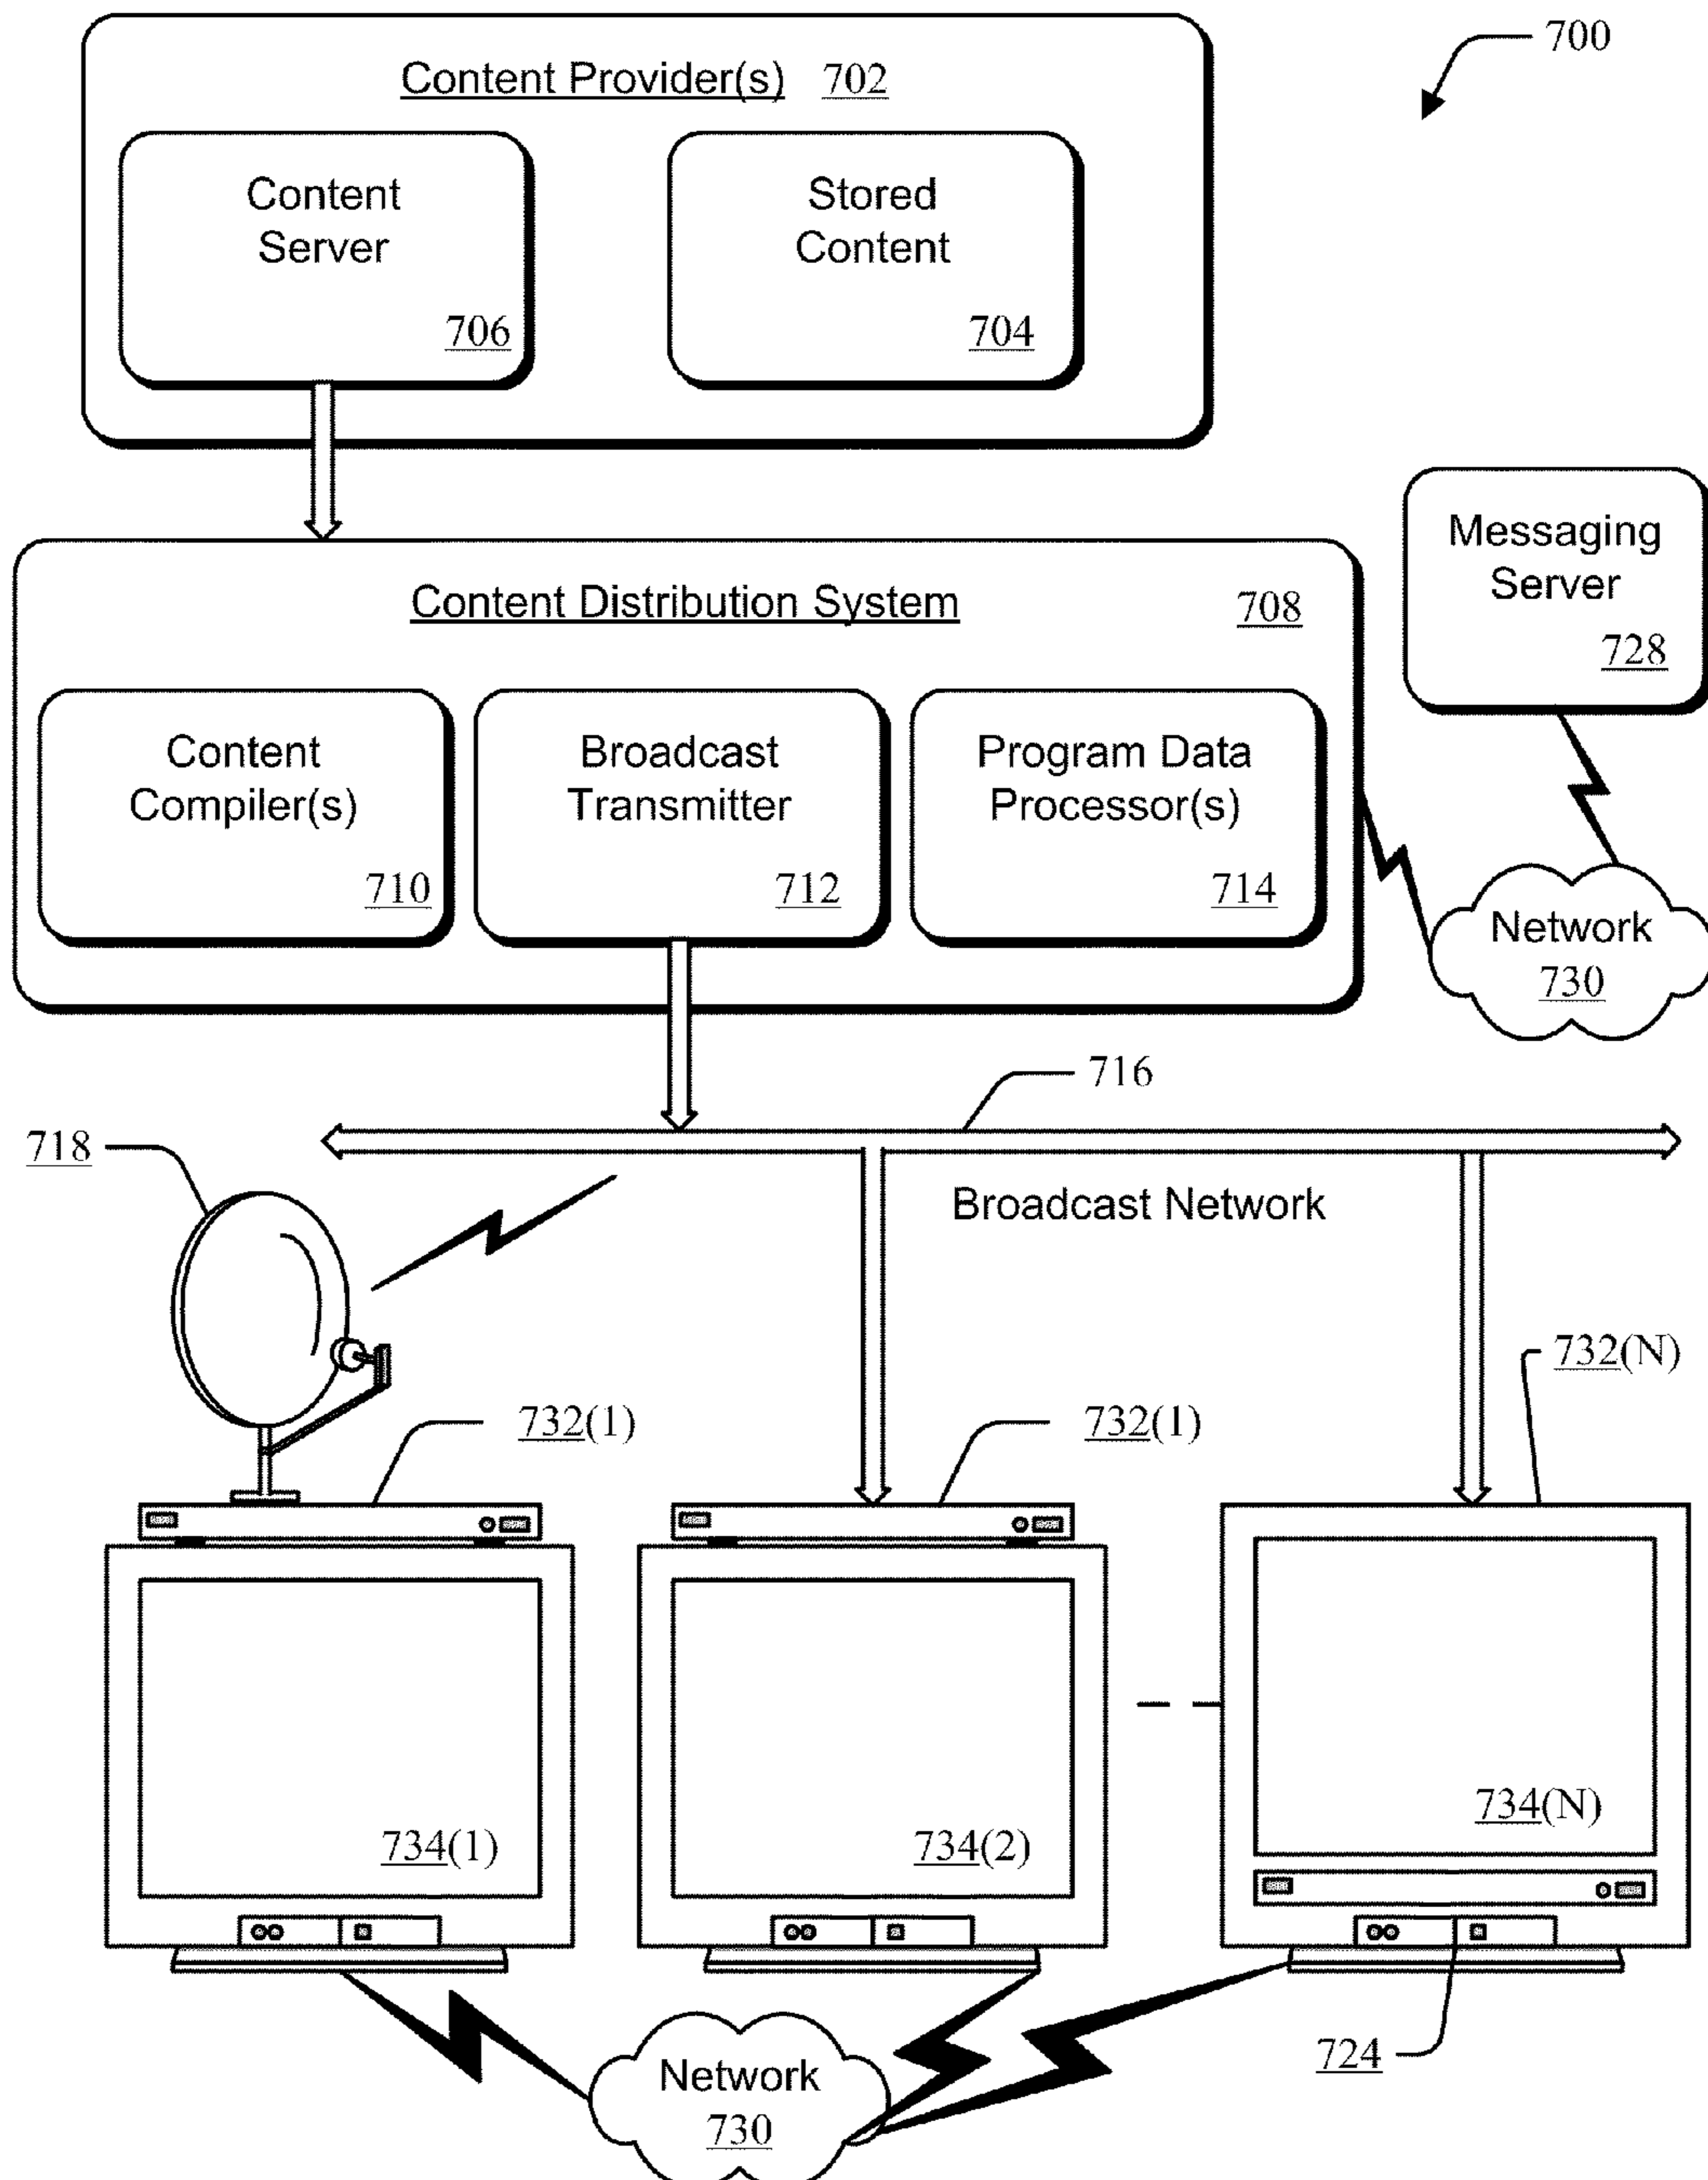 700
Content Provider(s) 702
Content
Server
706
Stored
Content
704
Messaging
Server
728
Content Distribution System 708
Content
Compiler(s)
710
Broadcast
Transmitter
712
Program Data
Processor(s)
714
Network
730
716
718
Broadcast Network
732(N)
732(1)
732(1)
734(1)
734(2)
734(N)
724
Network
730